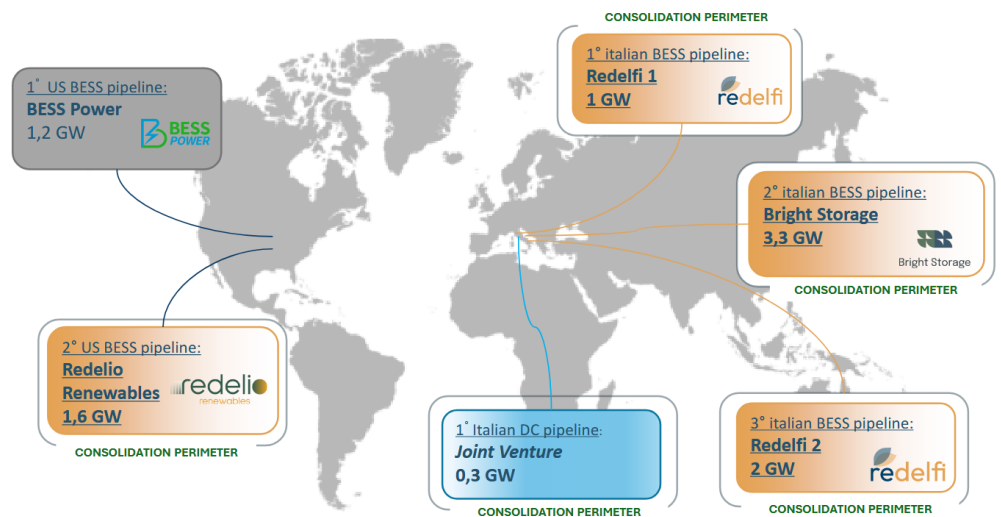 CONSOLIDATION PERIMETER
1° italian BESS pipeline:
Redelfi 1
1 GW
redelfi
1° US BESS pipeline:
BESS Power
1,2 GW
BESS
POWER
2° italian BESS pipeline:
Bright Storage
3,3 GW
Bright Storage
CONSOLIDATION PERIMETER
2° US BESS pipeline:
Redelio
Renewables
1,6 GW
redelio
renewables
CONSOLIDATION PERIMETER
1° Italian DC pipeline:
Joint Venture
0,3 GW
CONSOLIDATION PERIMETER
3° italian BESS pipeline:
Redelfi 2
2 GW
redelfi
CONSOLIDATION PERIMETER